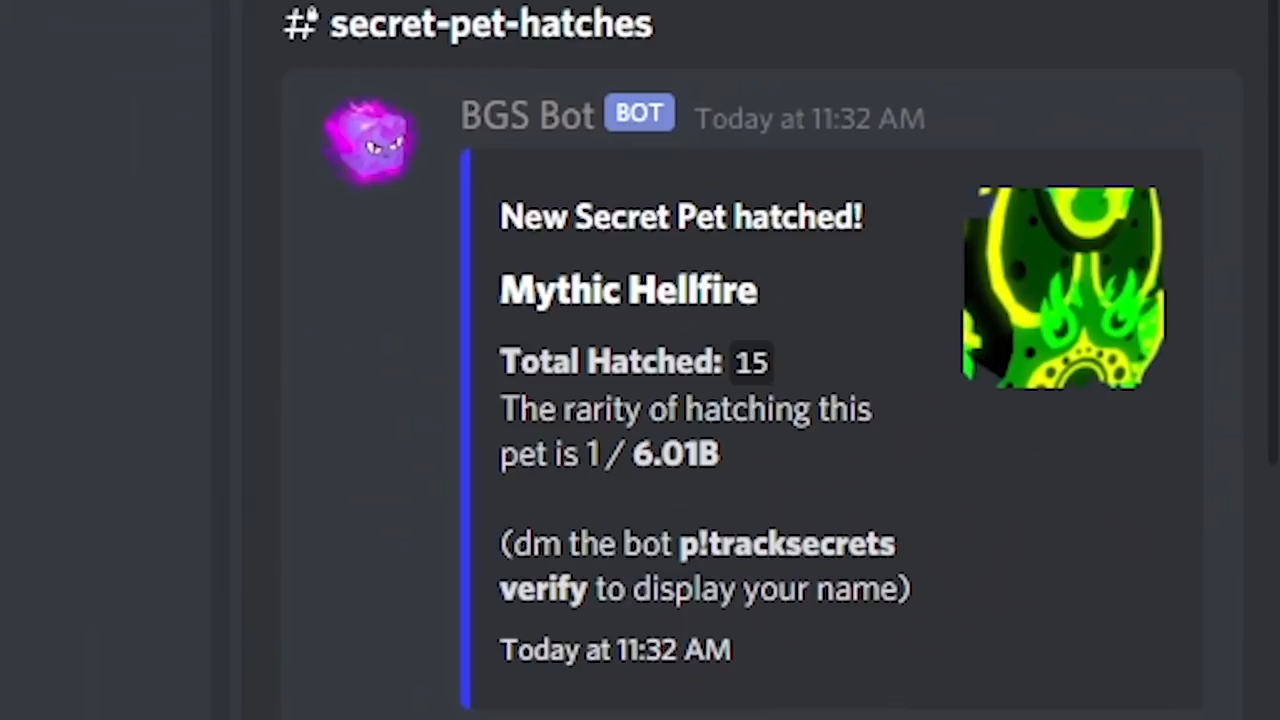 # secret-pet-hatches
BGS Bot BOT Today at 11:32 AM
New Secret Pet hatched!
Mythic Hellfire
Total Hatched: 15
The rarity of hatching this
pet is 1 / 6.01B
(dm the bot p!tracksecrets
verify to display your name)
Today at 11:32 AM